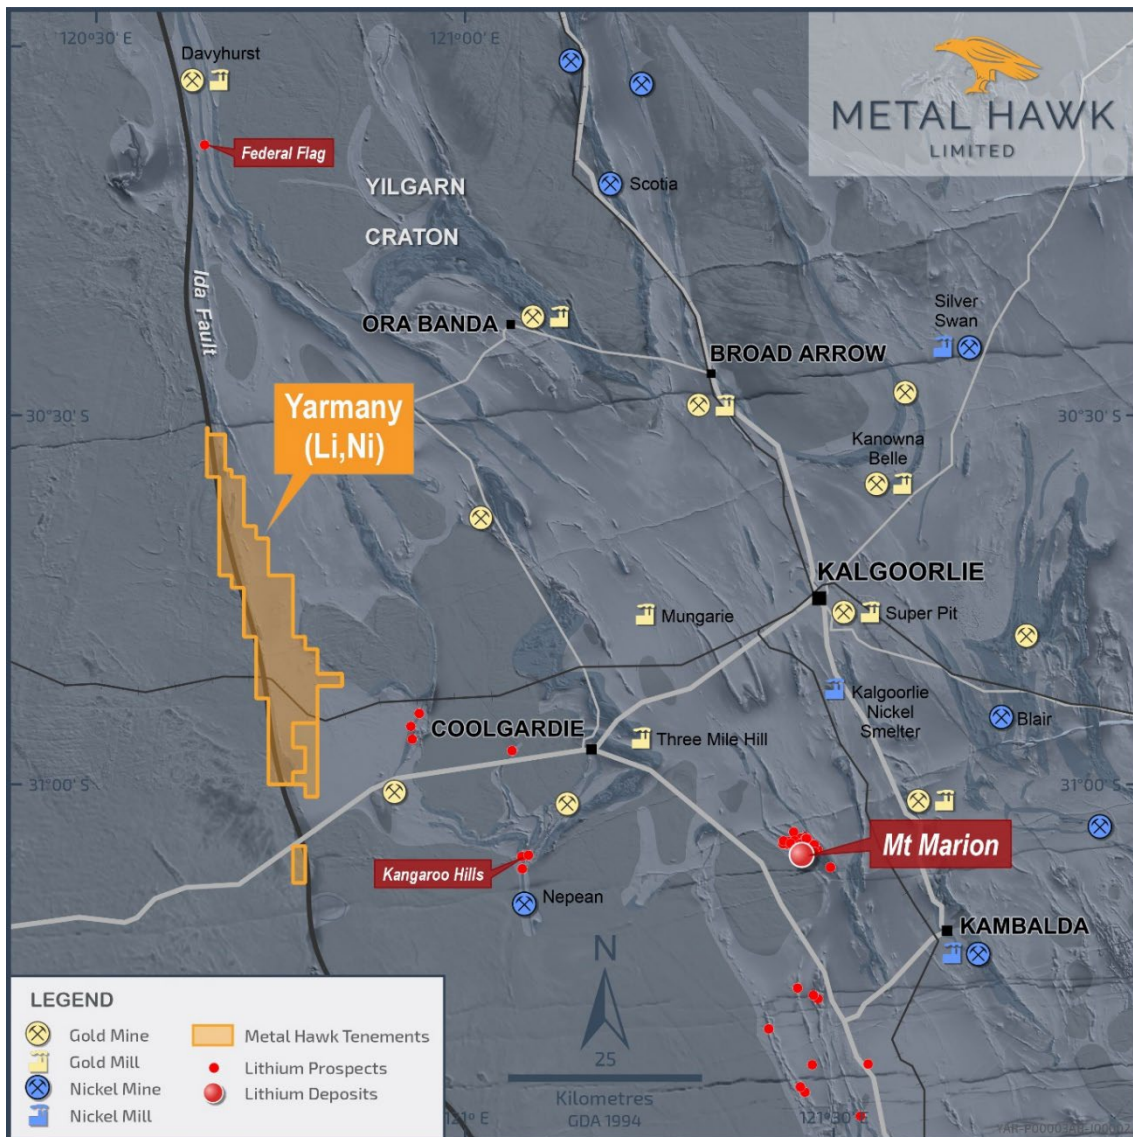 120°30' E
121°00' E
Davyhurst
METAL HAWK
LIMITED
Federal Flag
YILGARN
CRATON
Scotia
Ida Fault
ORA BANDA
Silver
Swan
BROAD ARROW
Yarmany
(Li,Ni)
30°30' S
30°30' S
Kanowna
Belle
KALGOORLIE
Mungarie
Super Pit
Kalgoorlie
Nickel
Smelter
Blair
COOLGARDIE
Three Mile Hill
31°00' S
31°00' S
Mt Marion
Kangaroo Hills
Nepean
KAMBALDA
N
25
Kilometres
GDA 1994
LEGEND
Gold Mine
Gold Mill
Nickel Mine
Nickel Mill
Metal Hawk Tenements
Lithium Prospects
Lithium Deposits
121° E
121°30' E